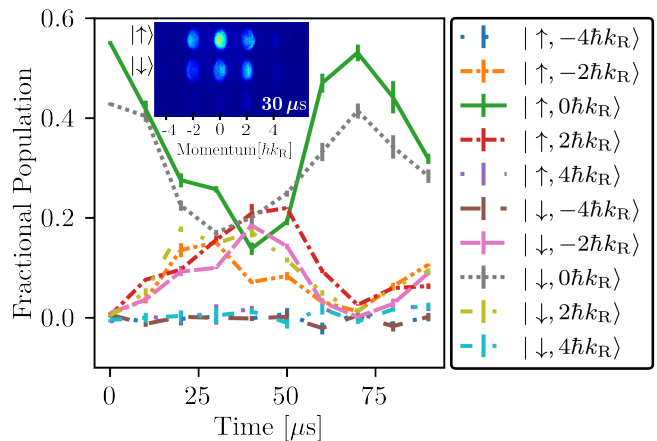 0.6
0.4
0.2
0.0
Fractional Population
0
25
50
75
Time [μs]
|↑⟩
|↓⟩
30 μs
−4 −2 0 2 4
Momentum[ℏk_R]
|↑, −4ℏk_R⟩
|↑, −2ℏk_R⟩
|↑, 0ℏk_R⟩
|↑, 2ℏk_R⟩
|↑, 4ℏk_R⟩
|↓, −4ℏk_R⟩
|↓, −2ℏk_R⟩
|↓, 0ℏk_R⟩
|↓, 2ℏk_R⟩
|↓, 4ℏk_R⟩